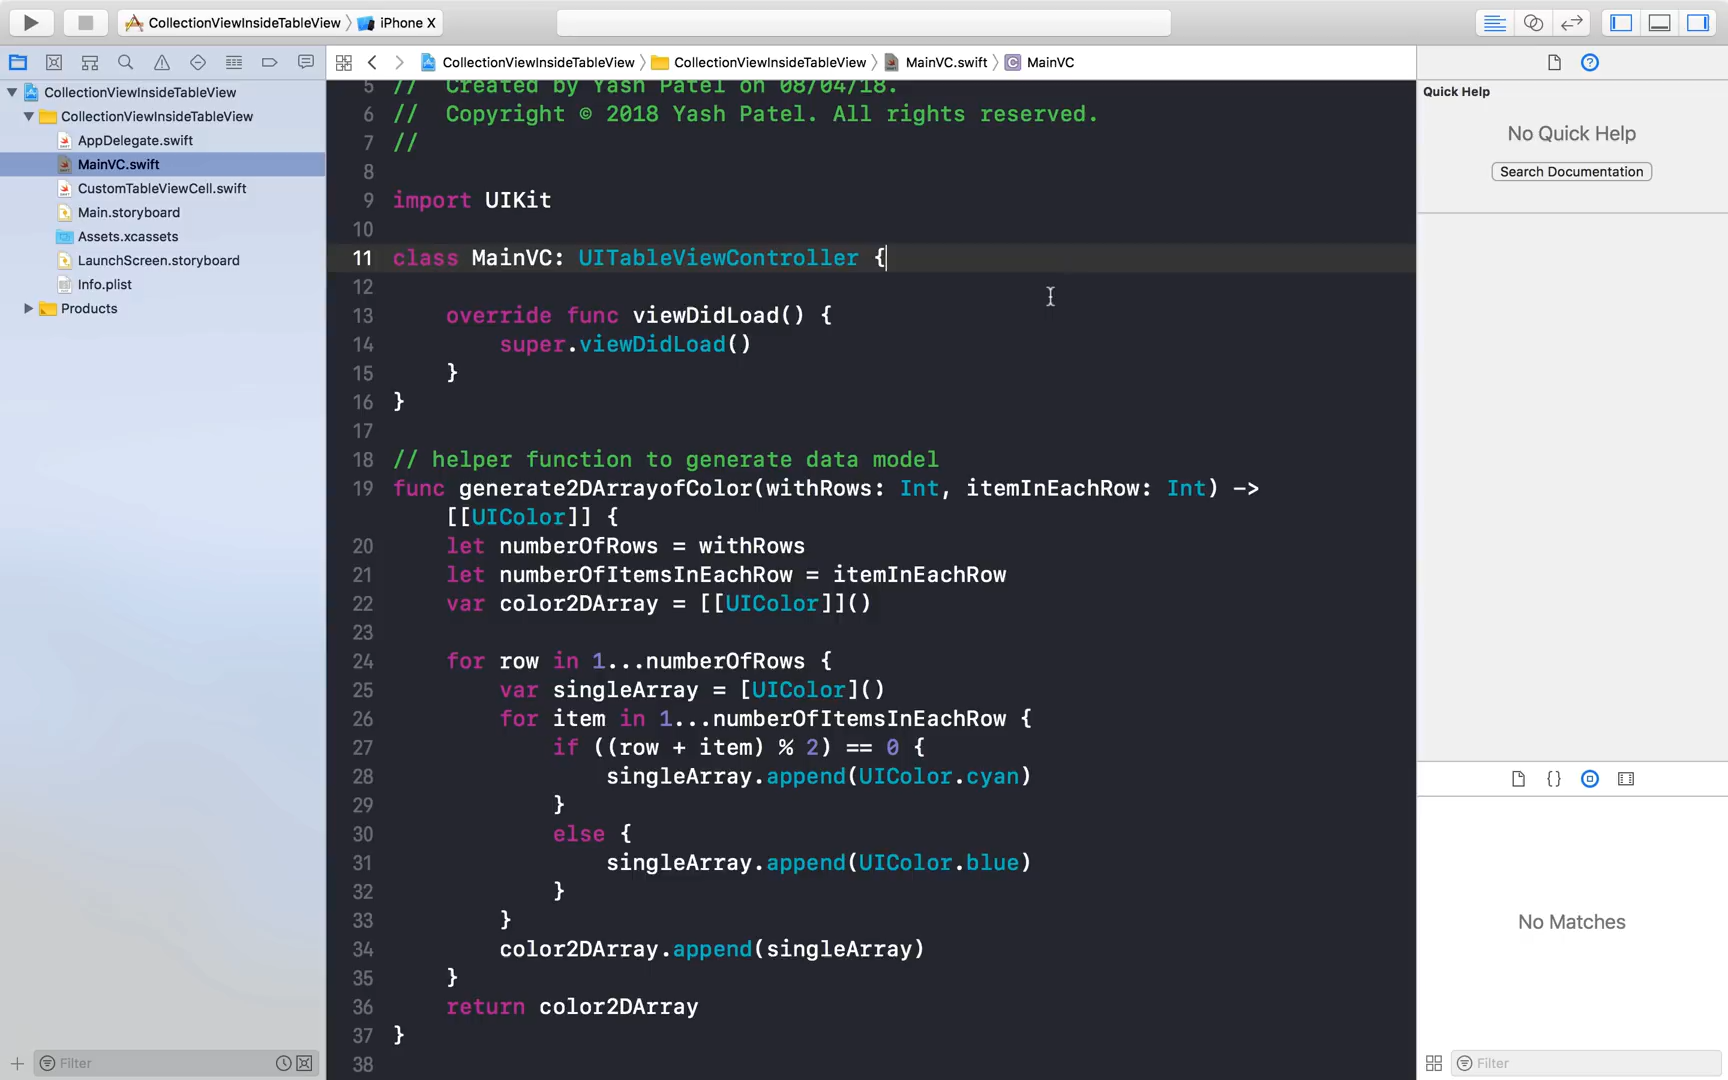 CollectionViewInsideTableView iPhone X
CollectionViewInsideTableView CollectionViewInsideTableView MainVC.swift C MainVC
CollectionViewInsideTableView
CollectionViewInsideTableView
AppDelegate.swift
MainVC.swift
CustomTableViewCell.swift
Main.storyboard
Assets.xcassets
LaunchScreen.storyboard
Info.plist
Products
Filter
5 // Created by Yash Patel on 08/04/18.
6 // Copyright © 2018 Yash Patel. All rights reserved.
7 //
8
9 import UIKit
10
11 class MainVC: UITableViewController {
12
13 override func viewDidLoad() {
14 super.viewDidLoad()
15 }
16 }
17
18 // helper function to generate data model
19 func generate2DArrayofColor(withRows: Int, itemInEachRow: Int) ->
[[UIColor]] {
20 let numberOfRows = withRows
21 let numberOfItemsInEachRow = itemInEachRow
22 var color2DArray = [[UIColor]]()
23
24 for row in 1...numberOfRows {
25 var singleArray = [UIColor]()
26 for item in 1...numberOfItemsInEachRow {
27 if ((row + item) % 2) == 0 {
28 singleArray.append(UIColor.cyan)
29 }
30 else {
31 singleArray.append(UIColor.blue)
32 }
33 }
34 color2DArray.append(singleArray)
35 }
36 return color2DArray
37 }
38
Quick Help
No Quick Help
Search Documentation
{}
No Matches
Filter